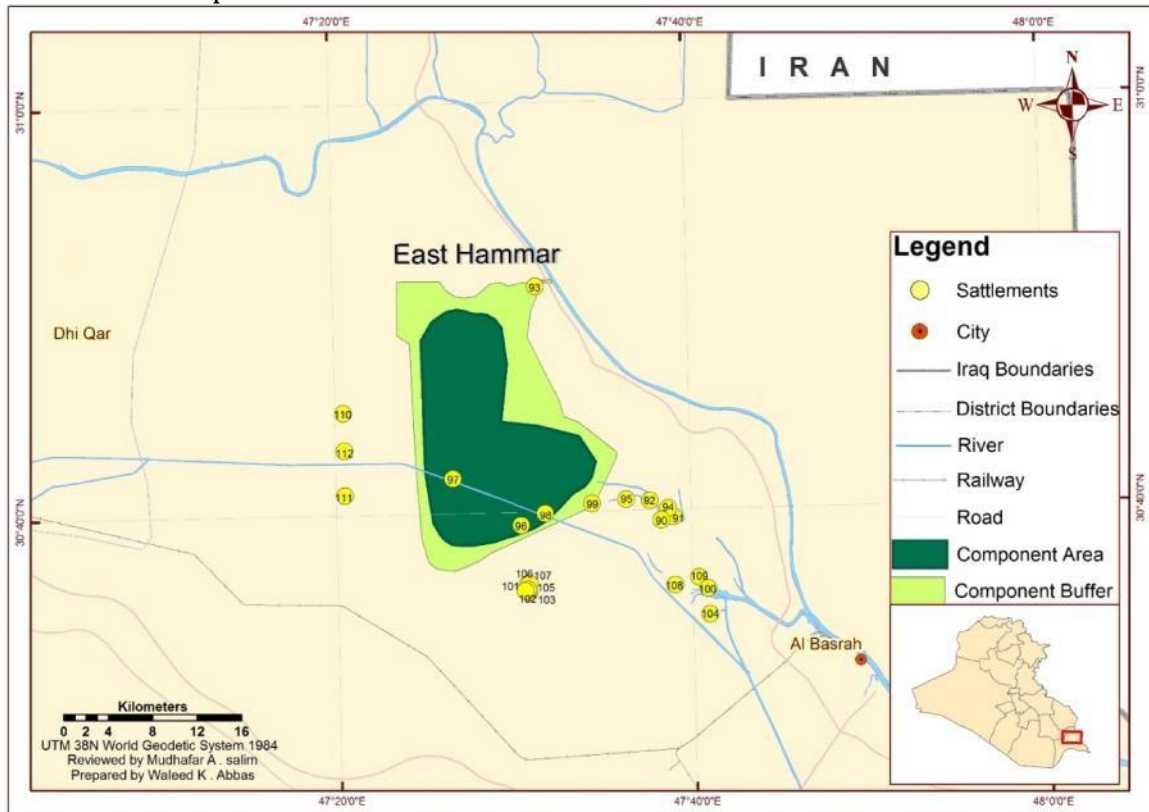 47°20'0"E
47°40'0"E
48°0'0"E
I R A N
N
W E
S
31°0'0"N
31°0'0"N
East Hammar
93
Dhi Qar
110
112
111
97
96
98
99
95
92
94
90
91
30°40'0"N
30°40'0"N
106 107
101 105
102 103
108
109
100
104
Al Basrah
Legend
Sattlements
City
Iraq Boundaries
District Boundaries
River
Railway
Road
Component Area
Component Buffer
Kilometers
0 2 4 8 12 16
UTM 38N World Geodetic System 1984
Reviewed by Mudhafar A . salim
Prepared by Waleed K . Abbas
47°20'0"E
47°40'0"E
48°0'0"E